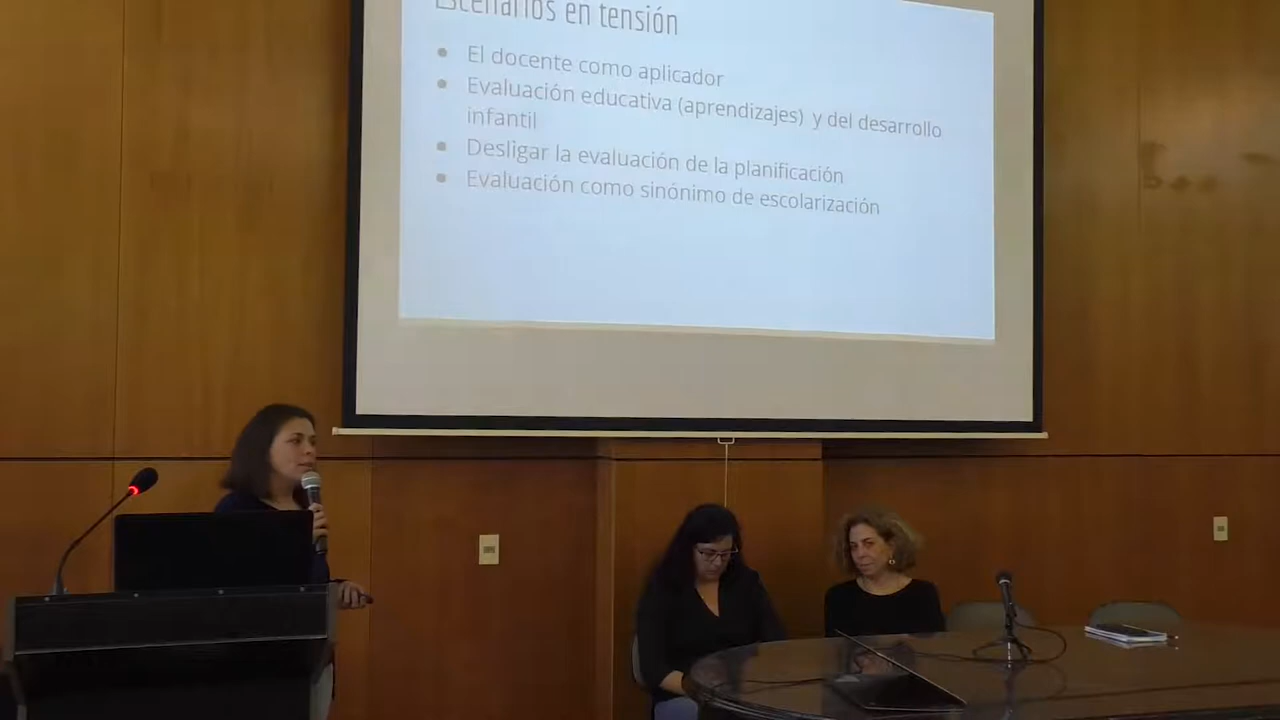 Escenarios en tensión
● El docente como aplicador
● Evaluación educativa (aprendizajes) y del desarrollo
infantil
● Desligar la evaluación de la planificación
● Evaluación como sinónimo de escolarización